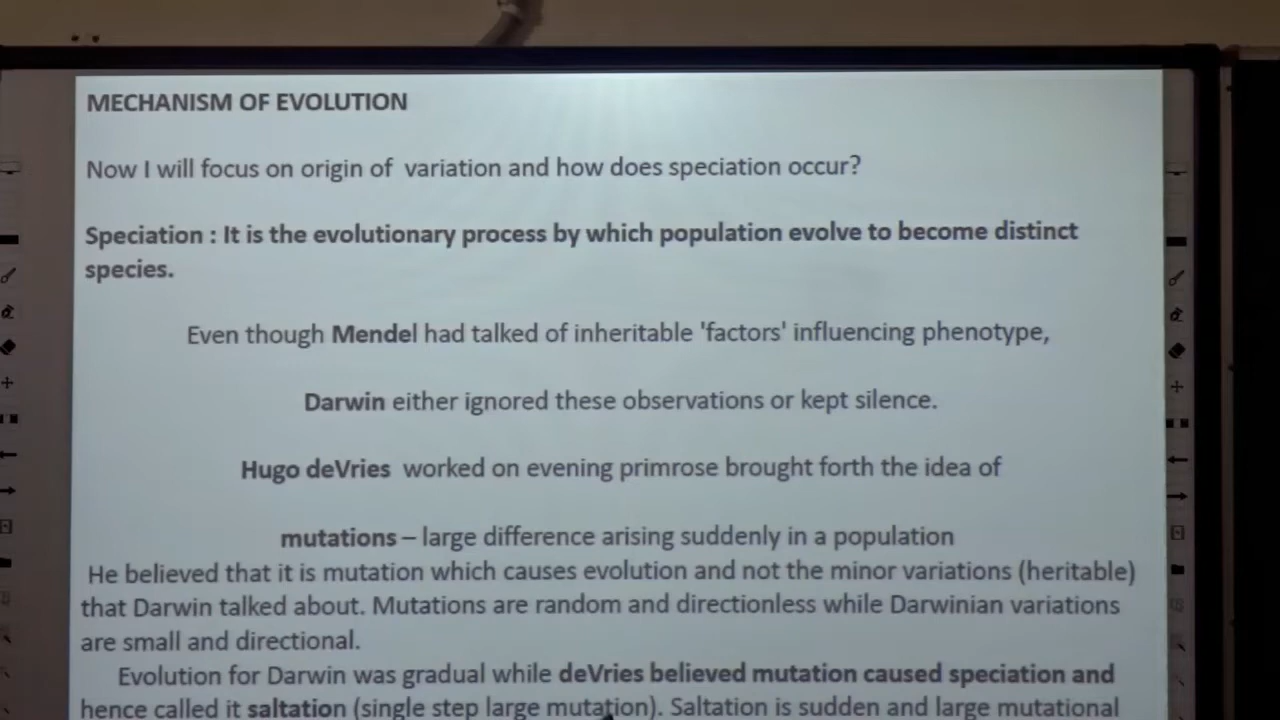 MECHANISM OF EVOLUTION
Now I will focus on origin of variation and how does speciation occur?
Speciation : It is the evolutionary process by which population evolve to become distinct
species.
Even though Mendel had talked of inheritable 'factors' influencing phenotype,
Darwin either ignored these observations or kept silence.
Hugo deVries worked on evening primrose brought forth the idea of
mutations – large difference arising suddenly in a population
He believed that it is mutation which causes evolution and not the minor variations (heritable)
that Darwin talked about. Mutations are random and directionless while Darwinian variations
are small and directional.
Evolution for Darwin was gradual while deVries believed mutation caused speciation and
hence called it saltation (single step large mutation). Saltation is sudden and large mutational